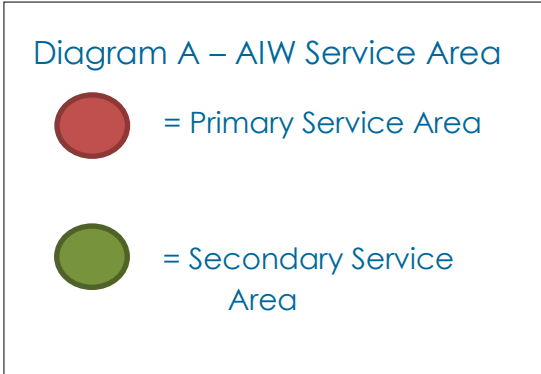 Diagram A – AIW Service Area
= Primary Service Area
= Secondary Service
Area